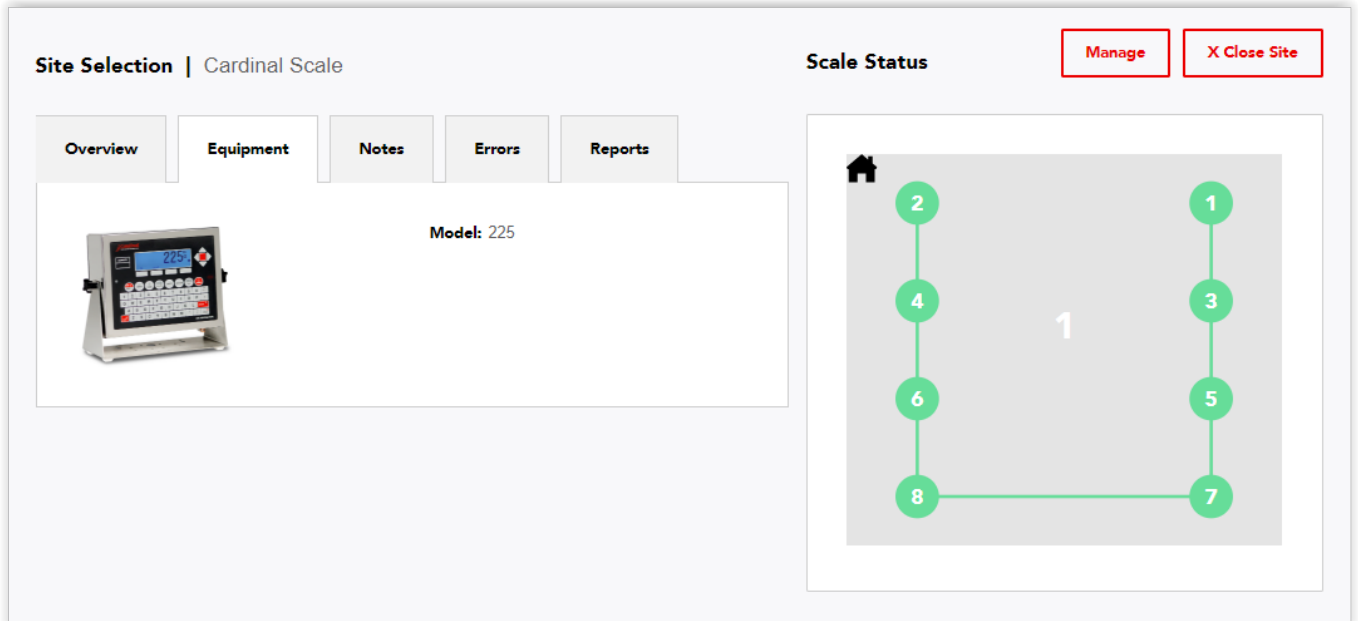 Site Selection | Cardinal Scale
Overview
Equipment
Notes
Errors
Reports
225
Model: 225
Scale Status
Manage
X Close Site
2
1
4
3
1
6
5
8
7